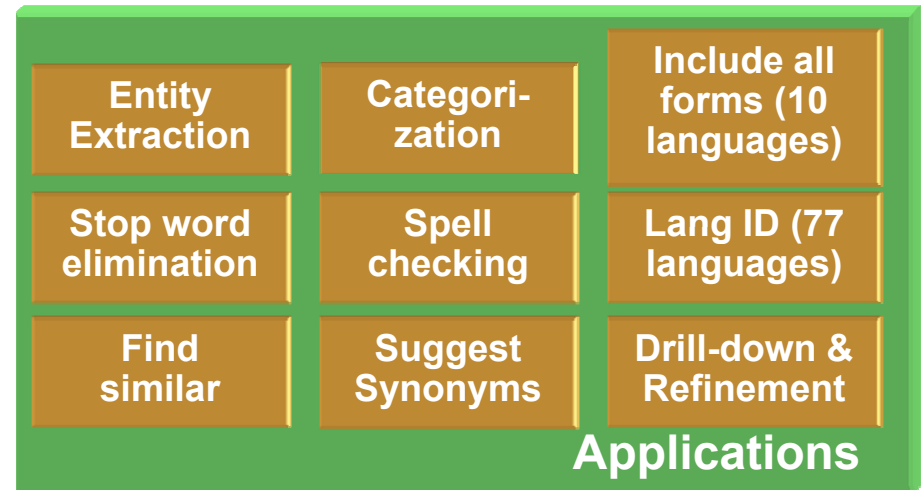 Entity
Extraction
Categori-
zation
Include all
forms (10
languages)
Stop word
elimination
Spell
checking
Lang ID (77
languages)
Find
similar
Suggest
Synonyms
Drill-down &
Refinement
Applications